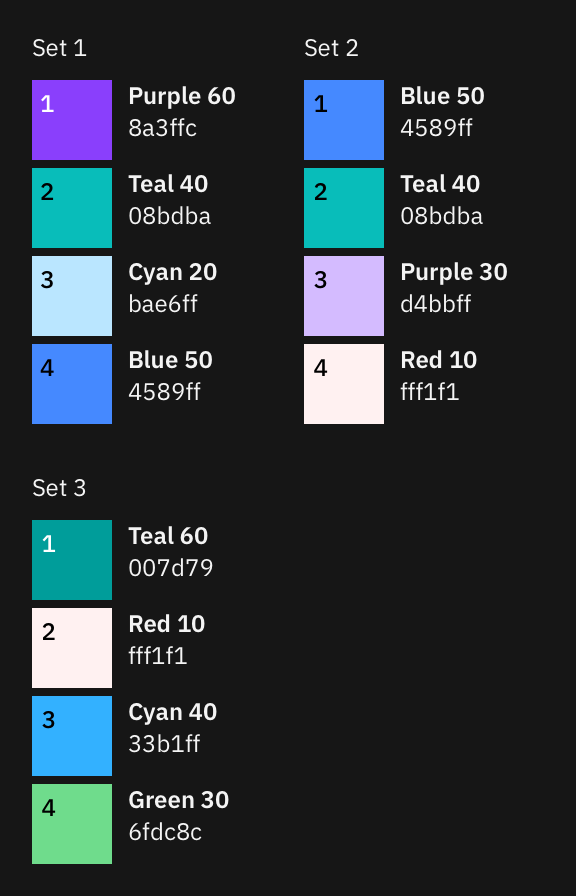 Set 1
1
Purple 60
8a3ffc
2
Teal 40
08bdba
3
Cyan 20
bae6ff
4
Blue 50
4589ff
Set 2
1
Blue 50
4589ff
2
Teal 40
08bdba
3
Purple 30
d4bbff
4
Red 10
fff1f1
Set 3
1
Teal 60
007d79
2
Red 10
fff1f1
3
Cyan 40
33b1ff
4
Green 30
6fdc8c